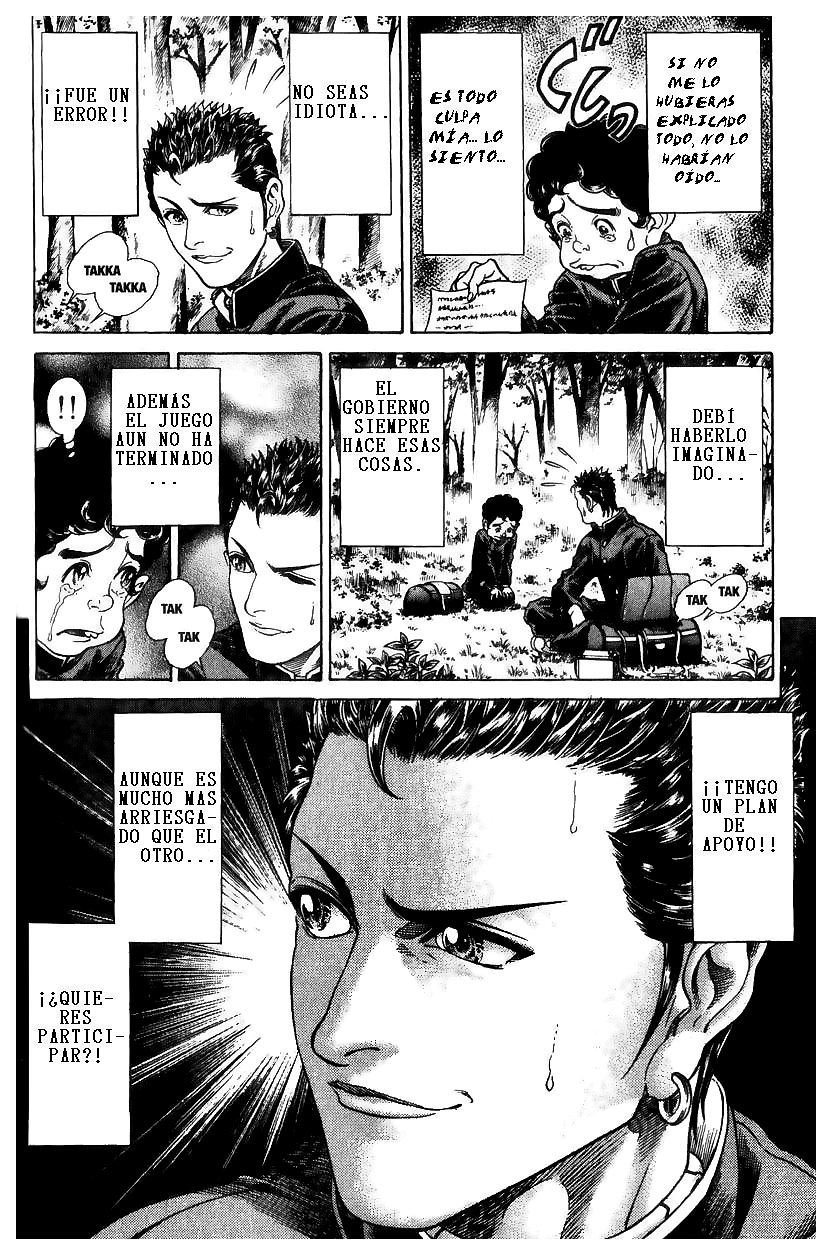 SI NO
ME LO
HUBIERAS
EXPLICADO
TODO, NO LO
HABRÍAN
OÍDO...
ES TODO
CULPA
MÍA... LO
SIENTO...
NO SEAS
IDIOTA...
¡¡FUE UN
ERROR!!
TAKKA
TAKKA
DEBÍ
HABERLO
IMAGINA-
DO...
EL
GOBIERNO
SIEMPRE
HACE ESAS
COSAS.
TAK
TAK
ADEMÁS
EL JUEGO
AUN NO HA
TERMINADO
...
TAK
TAK
!!
¡¡TENGO
UN PLAN
DE
APOYO!!
AUNQUE ES
MUCHO MAS
ARRIESGA-
DO QUE EL
OTRO...
¡¿QUIE-
RES
PARTICI-
PAR?!